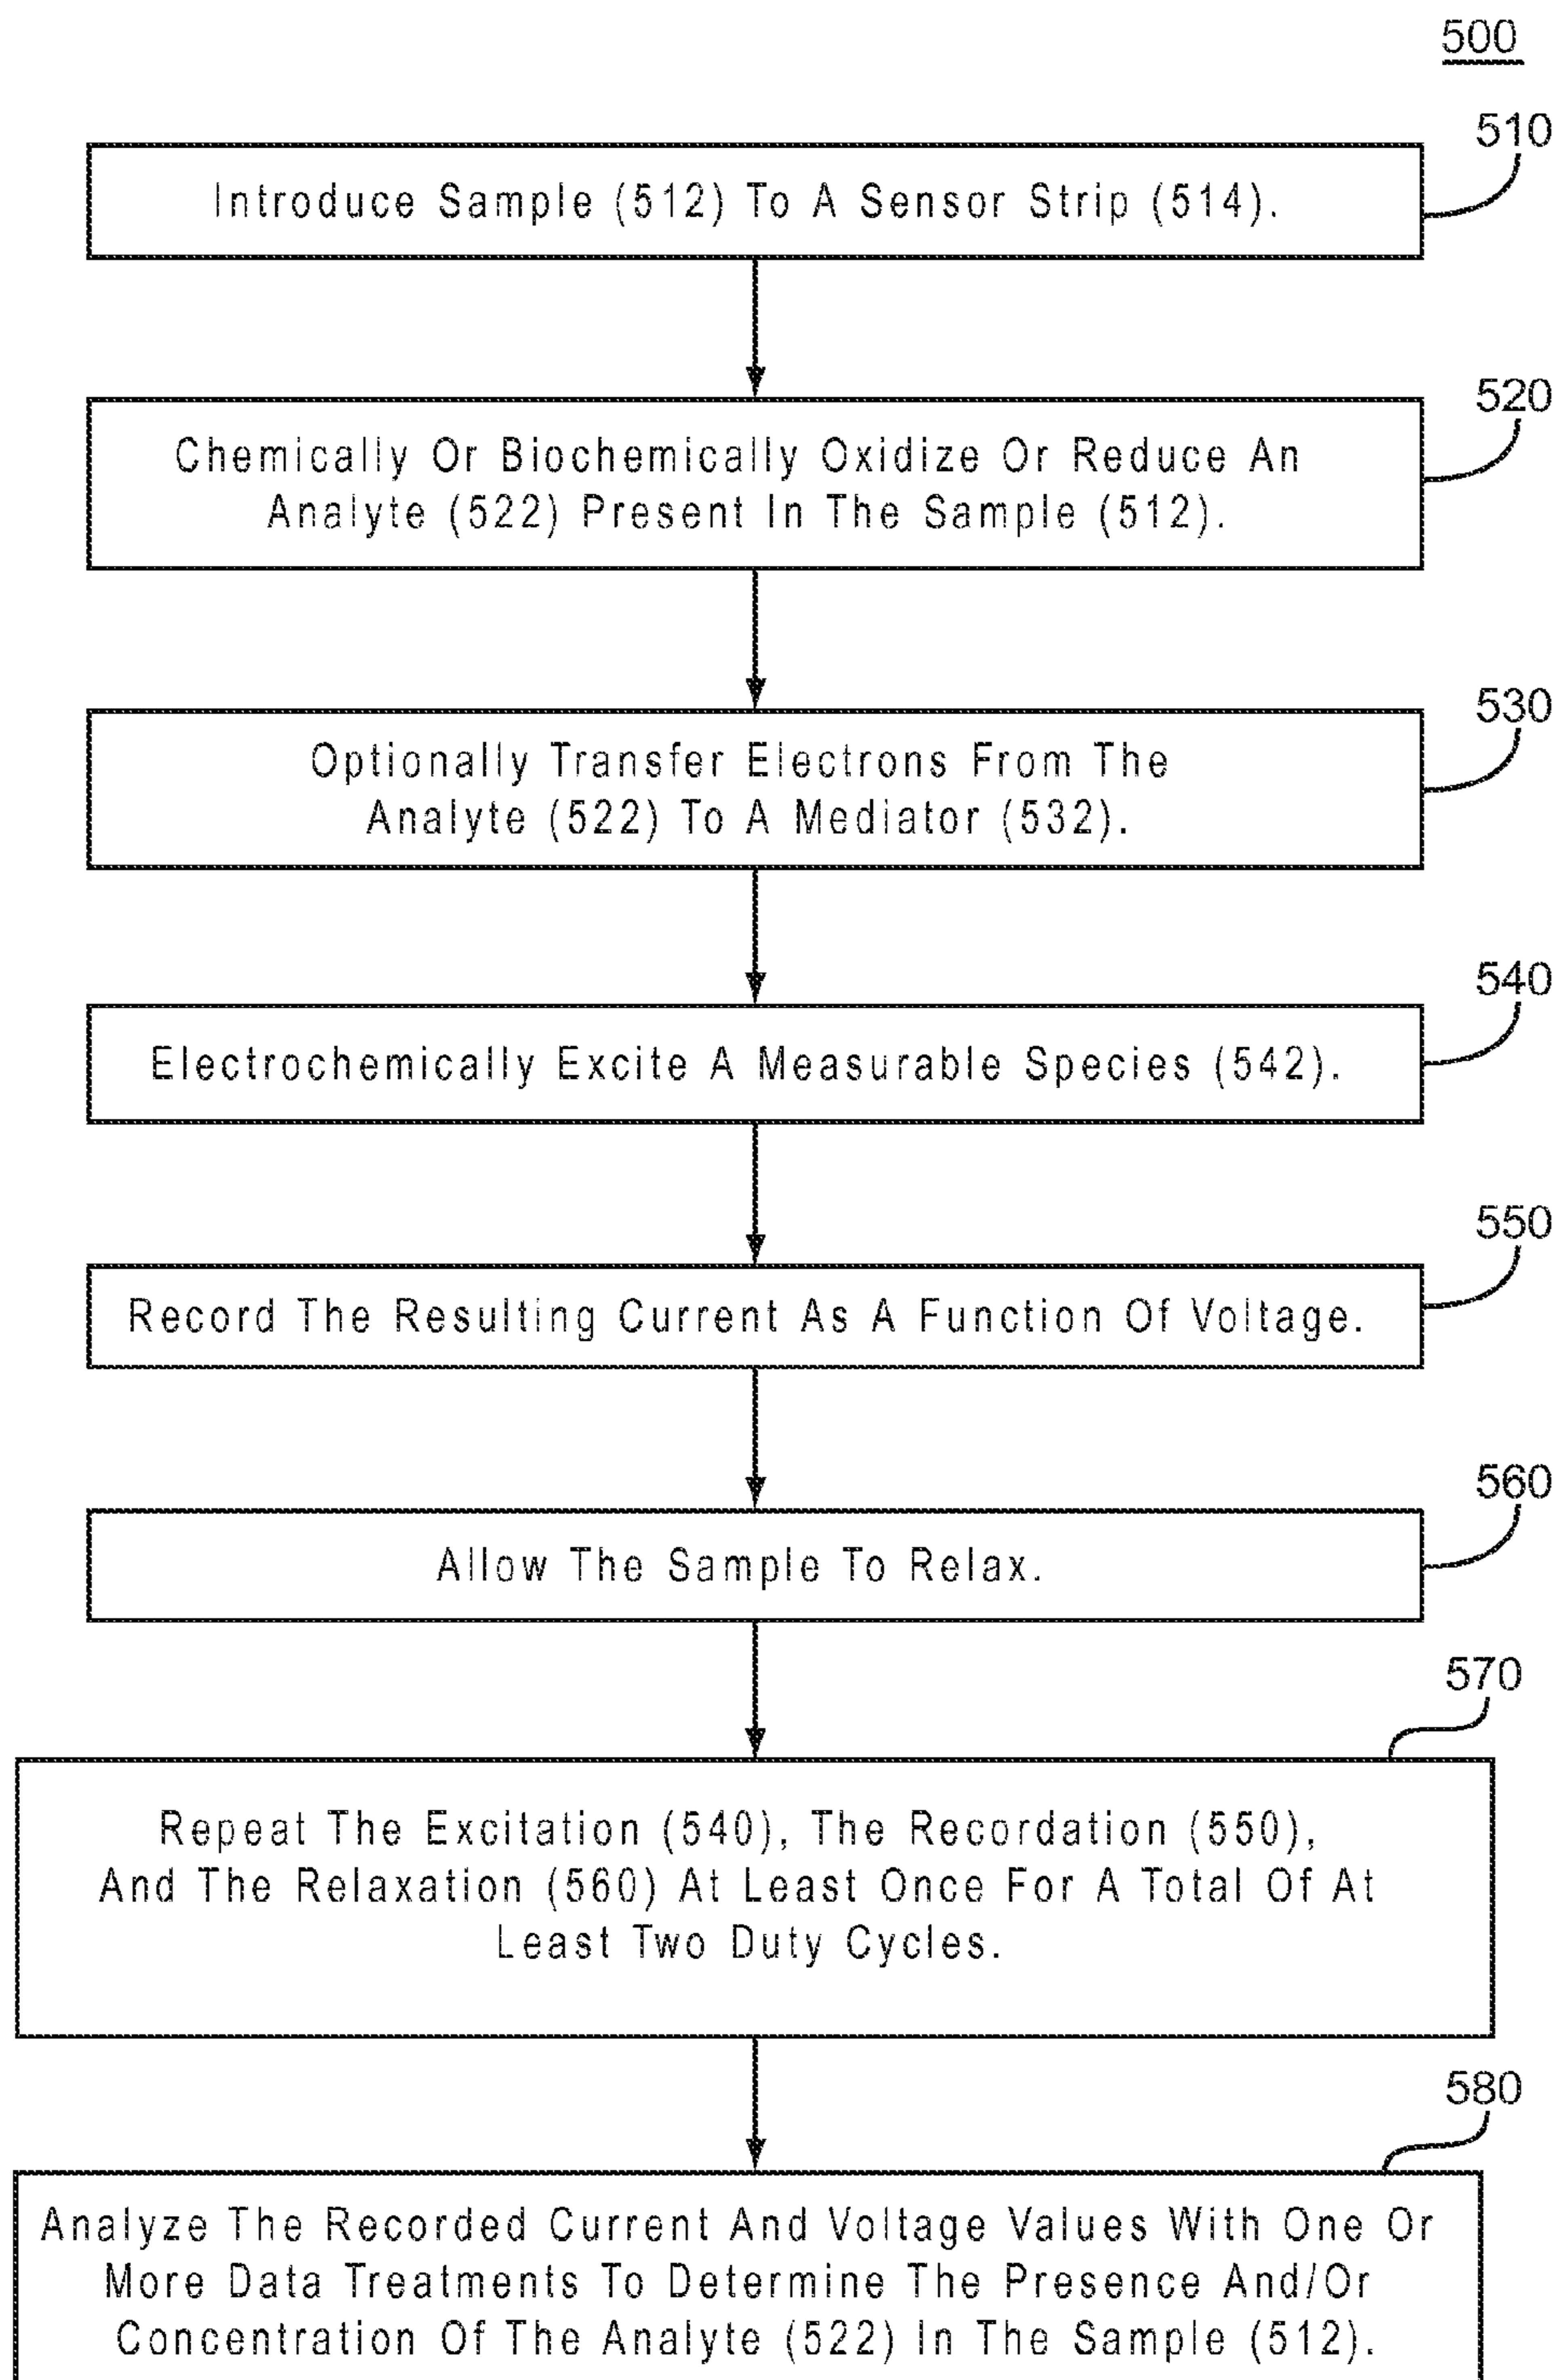 500
510
Introduce Sample (512) To A Sensor Strip (514).
520
Chemically Or Biochemically Oxidize Or Reduce An
Analyte (522) Present In The Sample (512).
530
Optionally Transfer Electrons From The
Analyte (522) To A Mediator (532).
540
Electrochemically Excite A Measurable Species (542).
550
Record The Resulting Current As A Function Of Voltage.
560
Allow The Sample To Relax.
570
Repeat The Excitation (540), The Recordation (550),
And The Relaxation (560) At Least Once For A Total Of At
Least Two Duty Cycles.
580
Analyze The Recorded Current And Voltage Values With One Or
More Data Treatments To Determine The Presence And/Or
Concentration Of The Analyte (522) In The Sample (512).